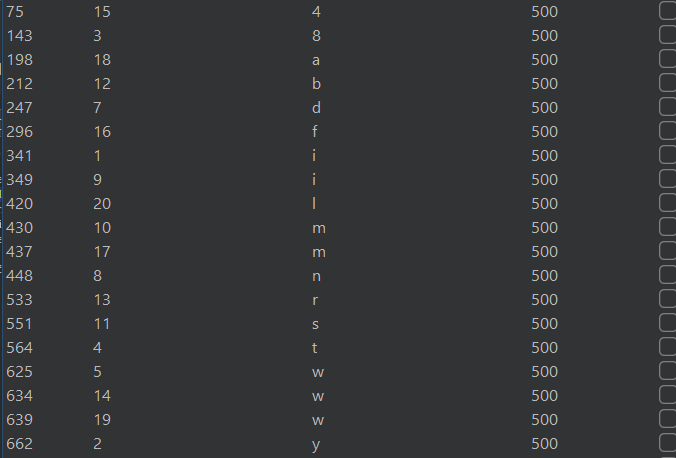 75 15 4 500
143 3 8 500
198 18 a 500
212 12 b 500
247 7 d 500
296 16 f 500
341 1 i 500
349 9 i 500
420 20 l 500
430 10 m 500
437 17 m 500
448 8 n 500
533 13 r 500
551 11 s 500
564 4 t 500
625 5 w 500
634 14 w 500
639 19 w 500
662 2 y 500